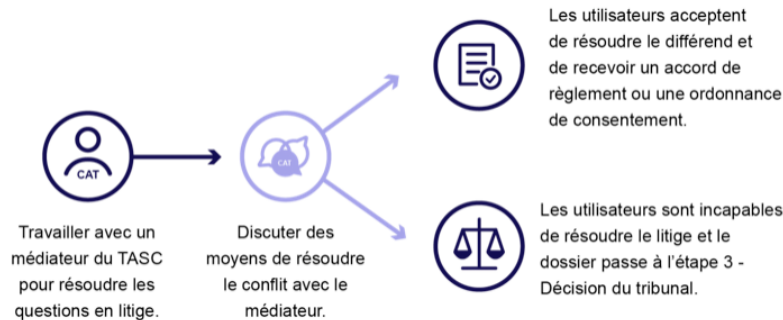 CAT
Travailler avec un
médiateur du TASC
pour résoudre les
questions en litige.
CAT
Discuter des
moyens de résoudre
le conflit avec le
médiateur.
Les utilisateurs acceptent
de résoudre le différend et
de recevoir un accord de
règlement ou une ordonnance
de consentement.
Les utilisateurs sont incapables
de résoudre le litige et le
dossier passe à l'étape 3 -
Décision du tribunal.